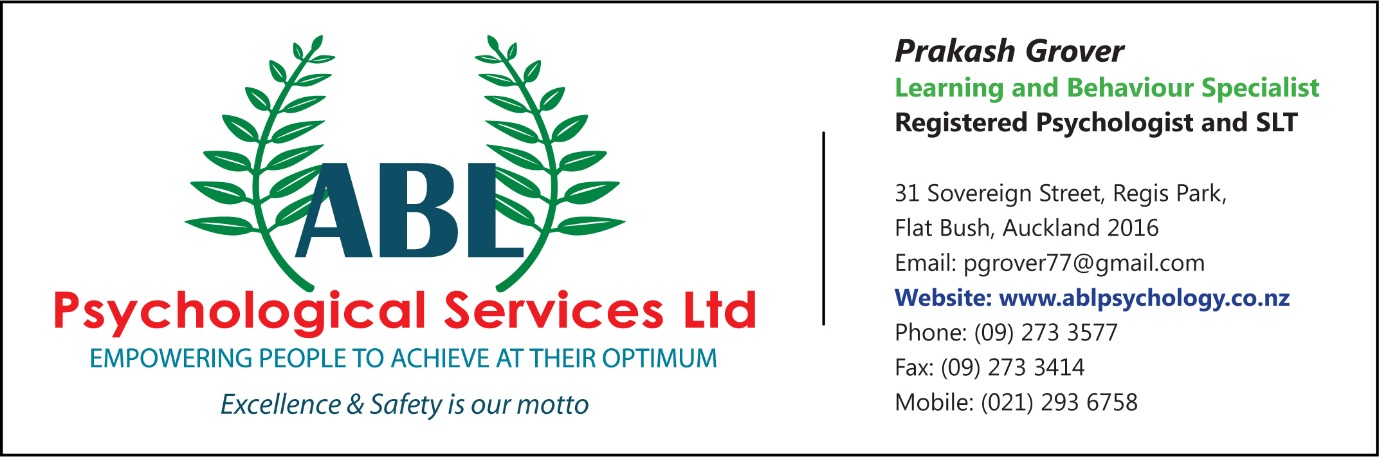 ABL
Psychological Services Ltd
EMPOWERING PEOPLE TO ACHIEVE AT THEIR OPTIMUM
Excellence & Safety is our motto
Prakash Grover
Learning and Behaviour Specialist
Registered Psychologist and SLT
31 Sovereign Street, Regis Park,
Flat Bush, Auckland 2016
Email: pgrover77@gmail.com
Website: www.ablpsychology.co.nz
Phone: (09) 273 3577
Fax: (09) 273 3414
Mobile: (021) 293 6758